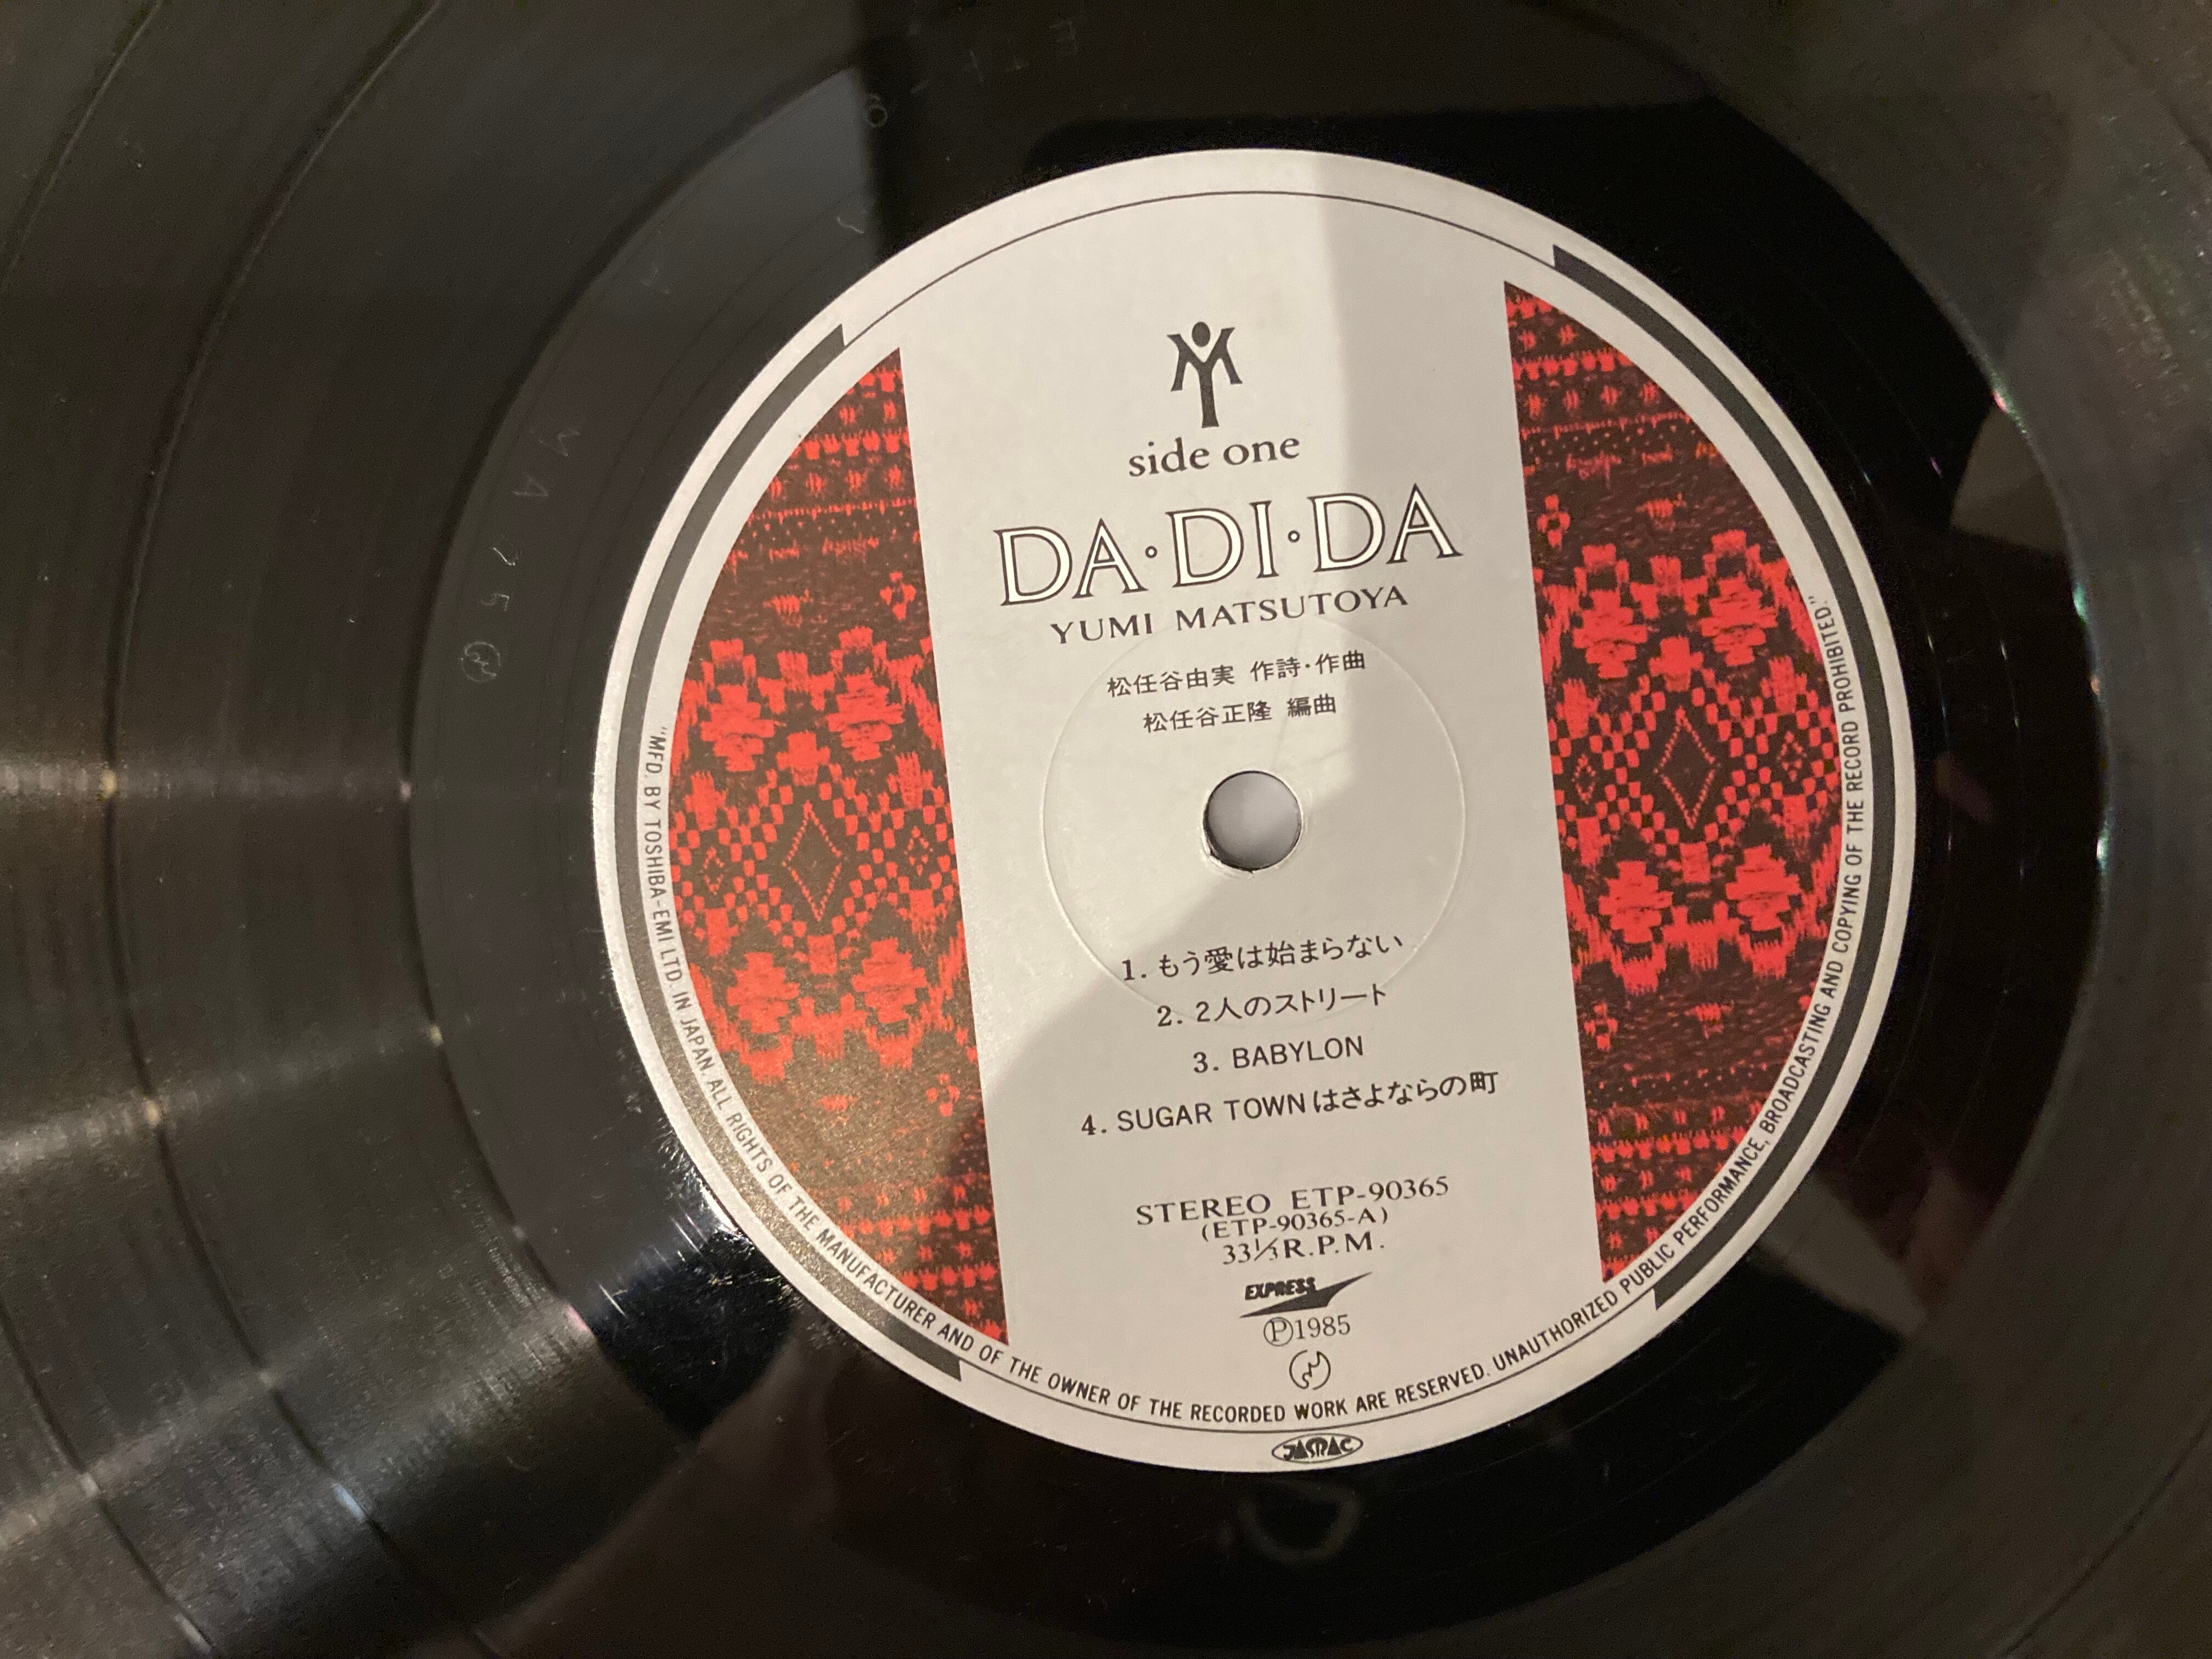 side one
DA・DI・DA
YUMI MATSUTOYA
松任谷由実 作詩・作曲
松任谷正隆 編曲
1. もう愛は始まらない
2. 2人のストリート
3. BABYLON
4. SUGAR TOWNはさよならの町
STEREO ETP-90365
(ETP-90365-A)
33⅓R.P.M.
EXPRESS
Ⓟ1985
"MFD. BY TOSHIBA-EMI LTD. IN JAPAN. ALL RIGHTS OF THE MANUFACTURER AND OF THE OWNER OF THE RECORDED WORK ARE RESERVED. UNAUTHORIZED PUBLIC PERFORMANCE, BROADCASTING AND COPYING OF THE RECORD PROHIBITED."
JASRAC